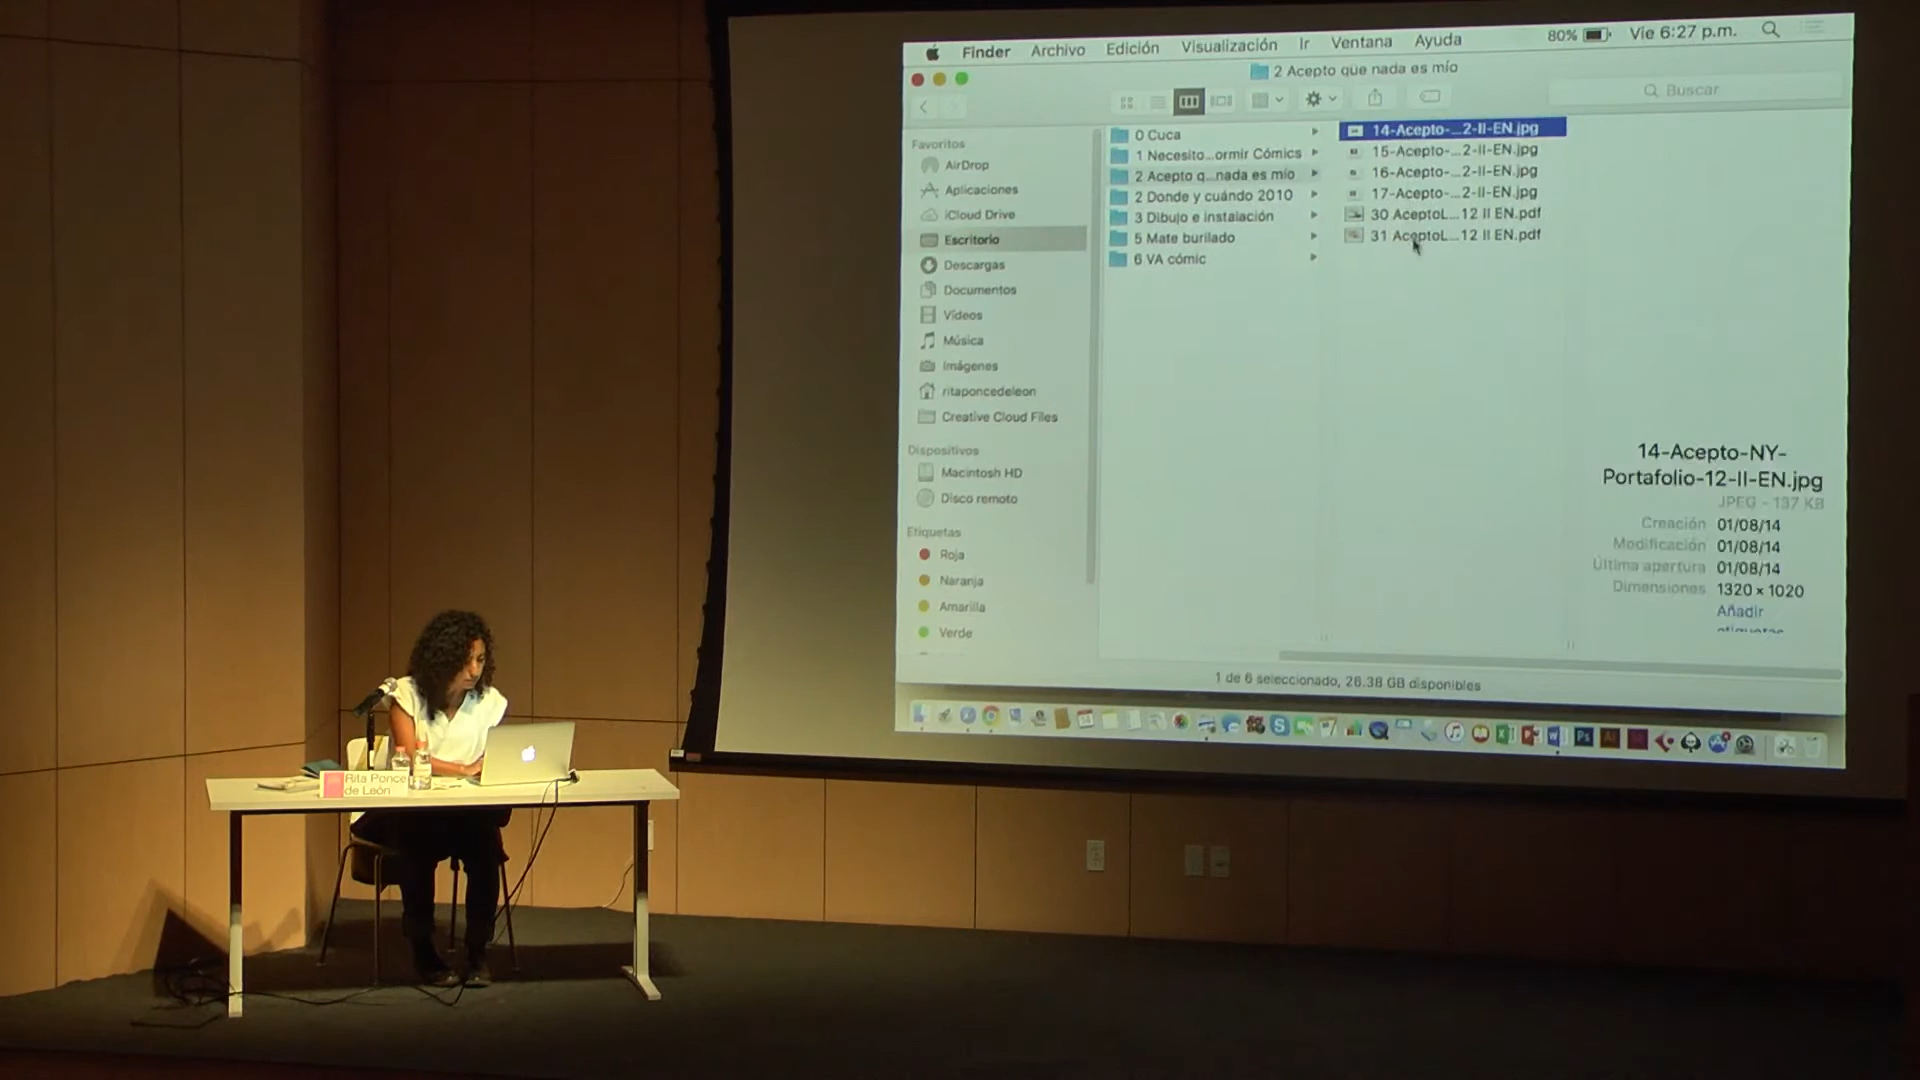 Finder Archivo Edición Visualización Ir Ventana Ayuda 80% Vie 6:27 p.m.
2 Acepto que nada es mío
Buscar
Favoritos
AirDrop
Aplicaciones
iCloud Drive
Escritorio
Descargas
Documentos
Vídeos
Música
Imágenes
ritaponcedeleon
Creative Cloud Files
Dispositivos
Macintosh HD
Disco remoto
Etiquetas
Roja
Naranja
Amarilla
Verde
0 Cuca
1 Necesito...ormir Cómics
2 Acepto q...nada es mío
2 Donde y cuándo 2010
3 Dibujo e instalación
5 Mate burilado
6 VA cómic
14-Acepto-...2-II-EN.jpg
15-Acepto-...2-II-EN.jpg
16-Acepto-...2-II-EN.jpg
17-Acepto-...2-II-EN.jpg
30 AceptoL...12 II EN.pdf
31 AceptoL...12 II EN.pdf
14-Acepto-NY-
Portafolio-12-II-EN.jpg
JPEG - 137 KB
Creación 01/08/14
Modificación 01/08/14
Última apertura 01/08/14
Dimensiones 1320 × 1020
Añadir
1 de 6 seleccionado, 26.38 GB disponibles
Ps
Rita Ponce
de León